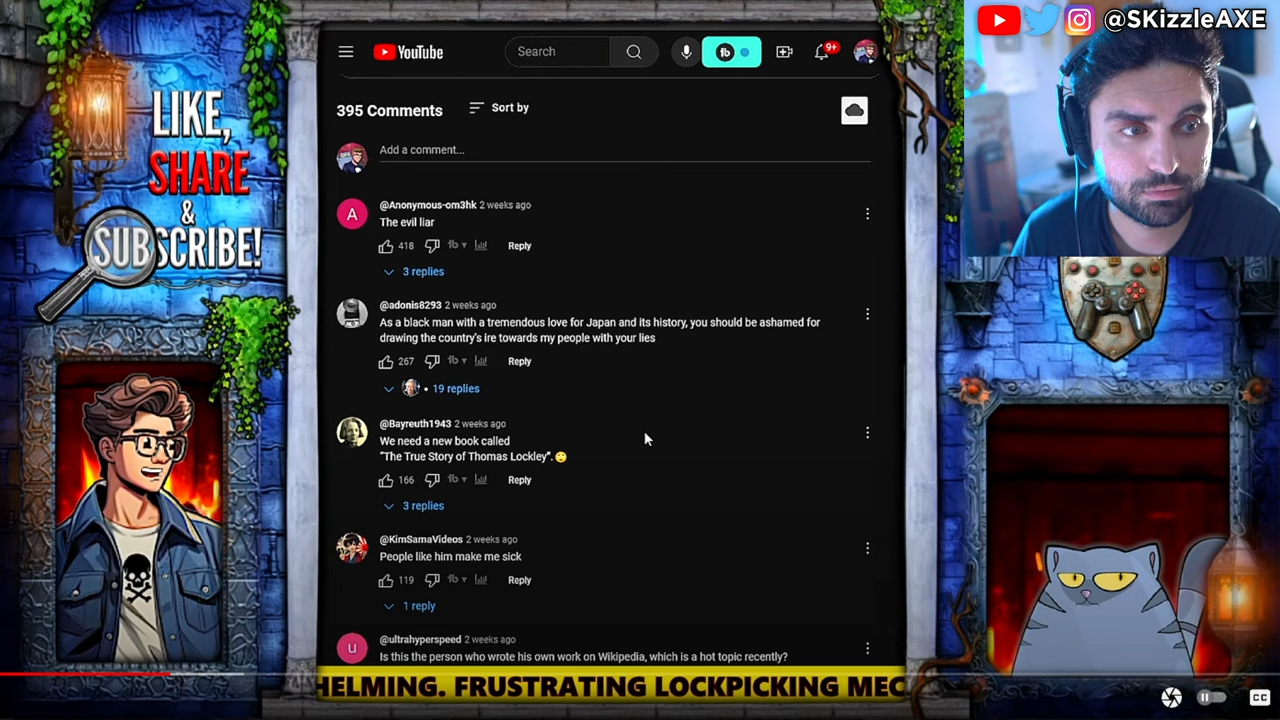 @SKizzleAXE
YouTube
Search
9+
LIKE,
SHARE
&
SUBSCRIBE!
395 Comments
Sort by
Add a comment...
A
@Anonymous-om3hk 2 weeks ago
The evil liar
418
Reply
3 replies
@adonis8293 2 weeks ago
As a black man with a tremendous love for Japan and its history, you should be ashamed for
drawing the country's ire towards my people with your lies
267
Reply
• 19 replies
@Bayreuth1943 2 weeks ago
We need a new book called
"The True Story of Thomas Lockley". 🙄
166
Reply
3 replies
@KimSamaVideos 2 weeks ago
People like him make me sick
119
Reply
1 reply
u
@ultrahyperspeed 2 weeks ago
Is this the person who wrote his own work on Wikipedia, which is a hot topic recently?
HELMING. FRUSTRATING LOCKPICKING MEC
CC